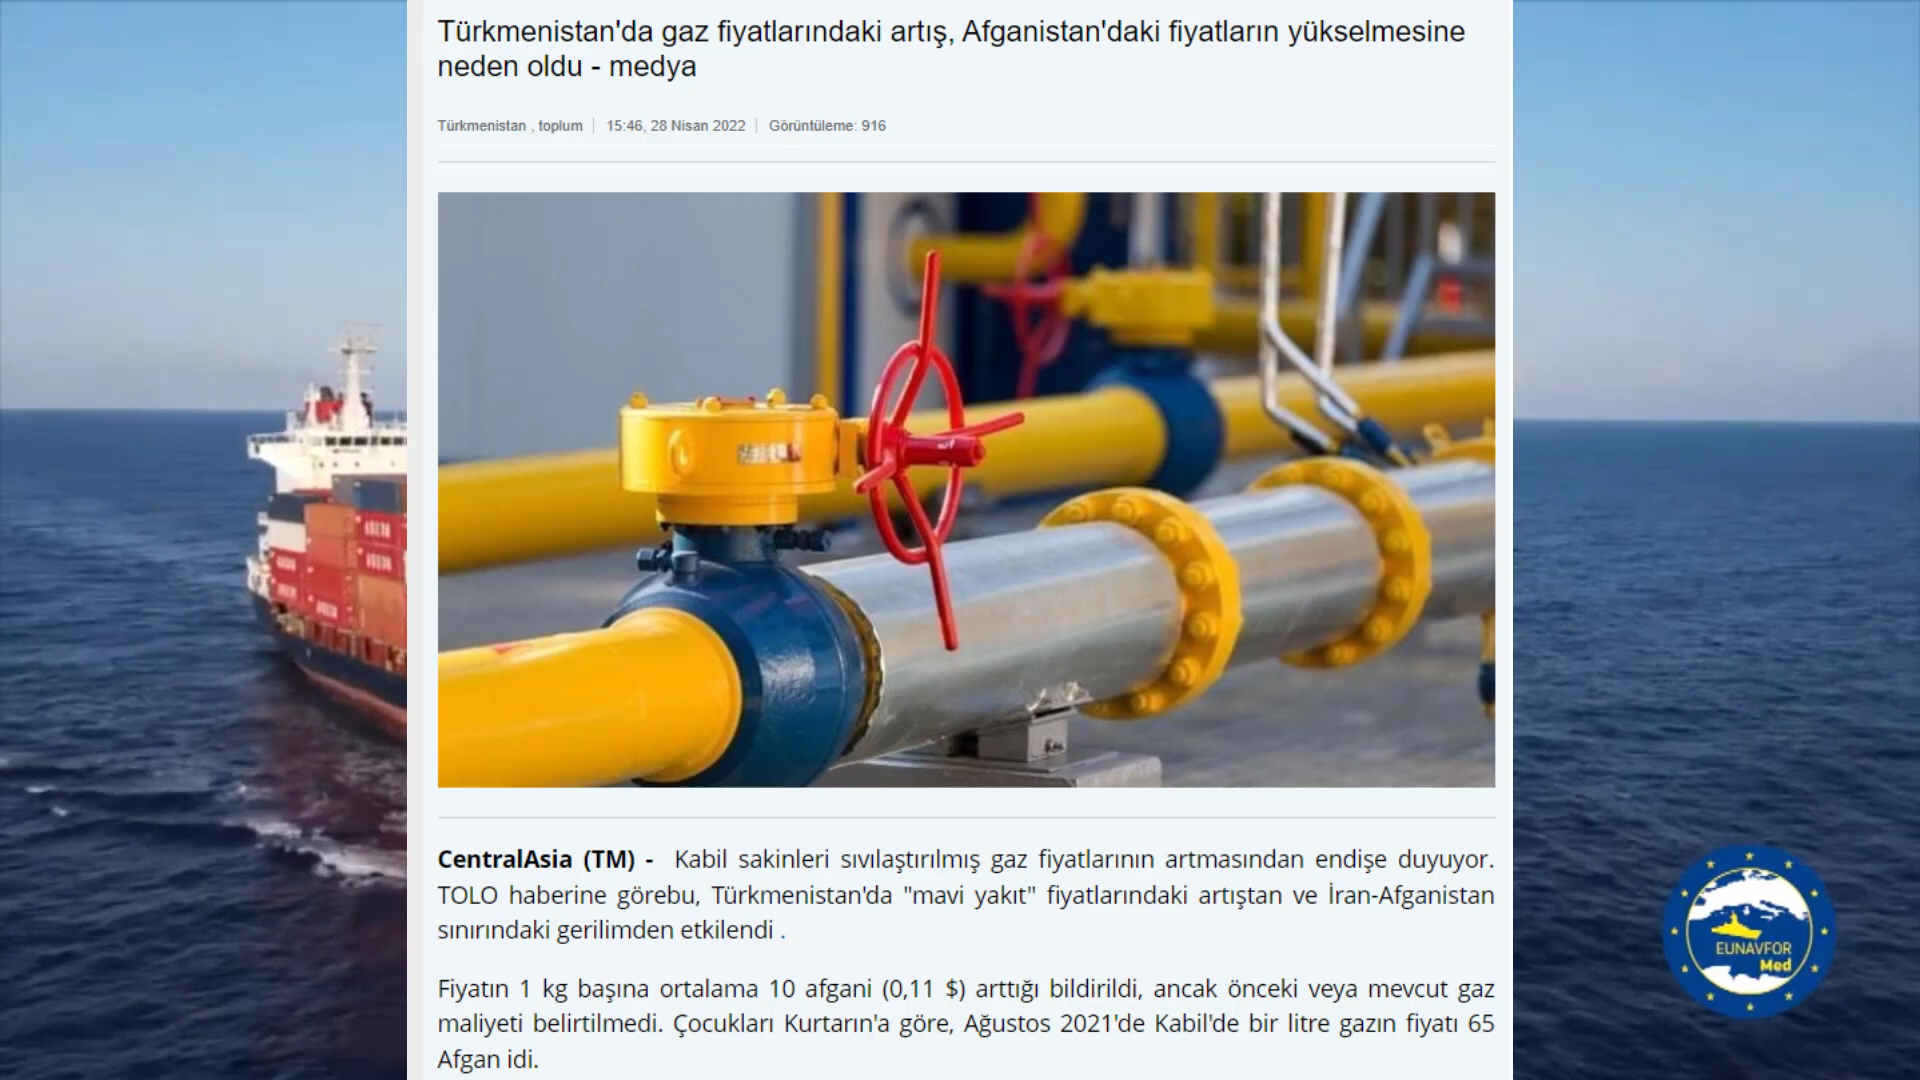 Türkmenistan'da gaz fiyatlarındaki artış, Afganistan'daki fiyatların yükselmesine
neden oldu - medya
Türkmenistan , toplum | 15:46, 28 Nisan 2022 | Görüntüleme: 916
CentralAsia (TM) - Kabil sakinleri sıvılaştırılmış gaz fiyatlarının artmasından endişe duyuyor.
TOLO haberine görebu, Türkmenistan'da "mavi yakıt" fiyatlarındaki artıştan ve İran-Afganistan
sınırındaki gerilimden etkilendi .
Fiyatın 1 kg başına ortalama 10 afgani (0,11 $) arttığı bildirildi, ancak önceki veya mevcut gaz
maliyeti belirtilmedi. Çocukları Kurtarın'a göre, Ağustos 2021'de Kabil'de bir litre gazın fiyatı 65
Afgan idi.
EUNAVFOR
Med